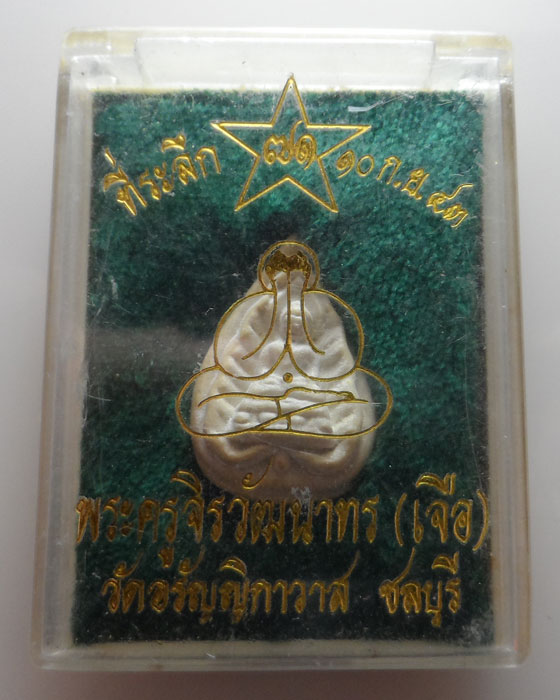 ที่ระลึก ๗๑ ๑๐ ก.ย. ๔๓
พระครูจิรวัฒนาทร (เจือ)
วัดอรัญญิกาวาส ชลบุรี